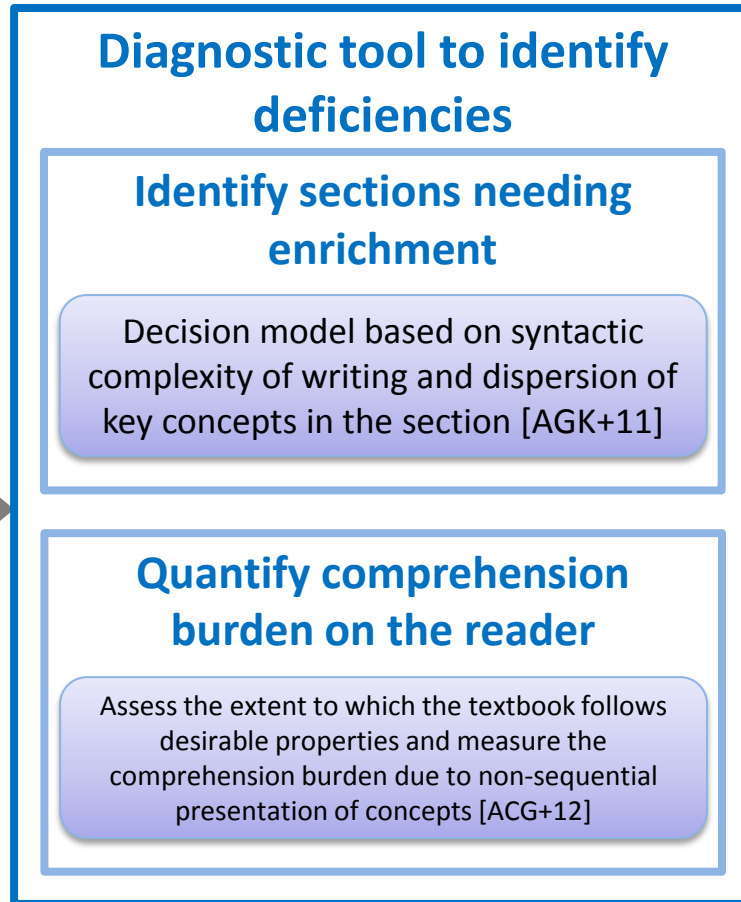 Diagnostic tool to identify
deficiencies
Identify sections needing
enrichment
Decision model based on syntactic
complexity of writing and dispersion of
key concepts in the section [AGK+11]
Quantify comprehension
burden on the reader
Assess the extent to which the textbook follows
desirable properties and measure the
comprehension burden due to non-sequential
presentation of concepts [ACG+12]